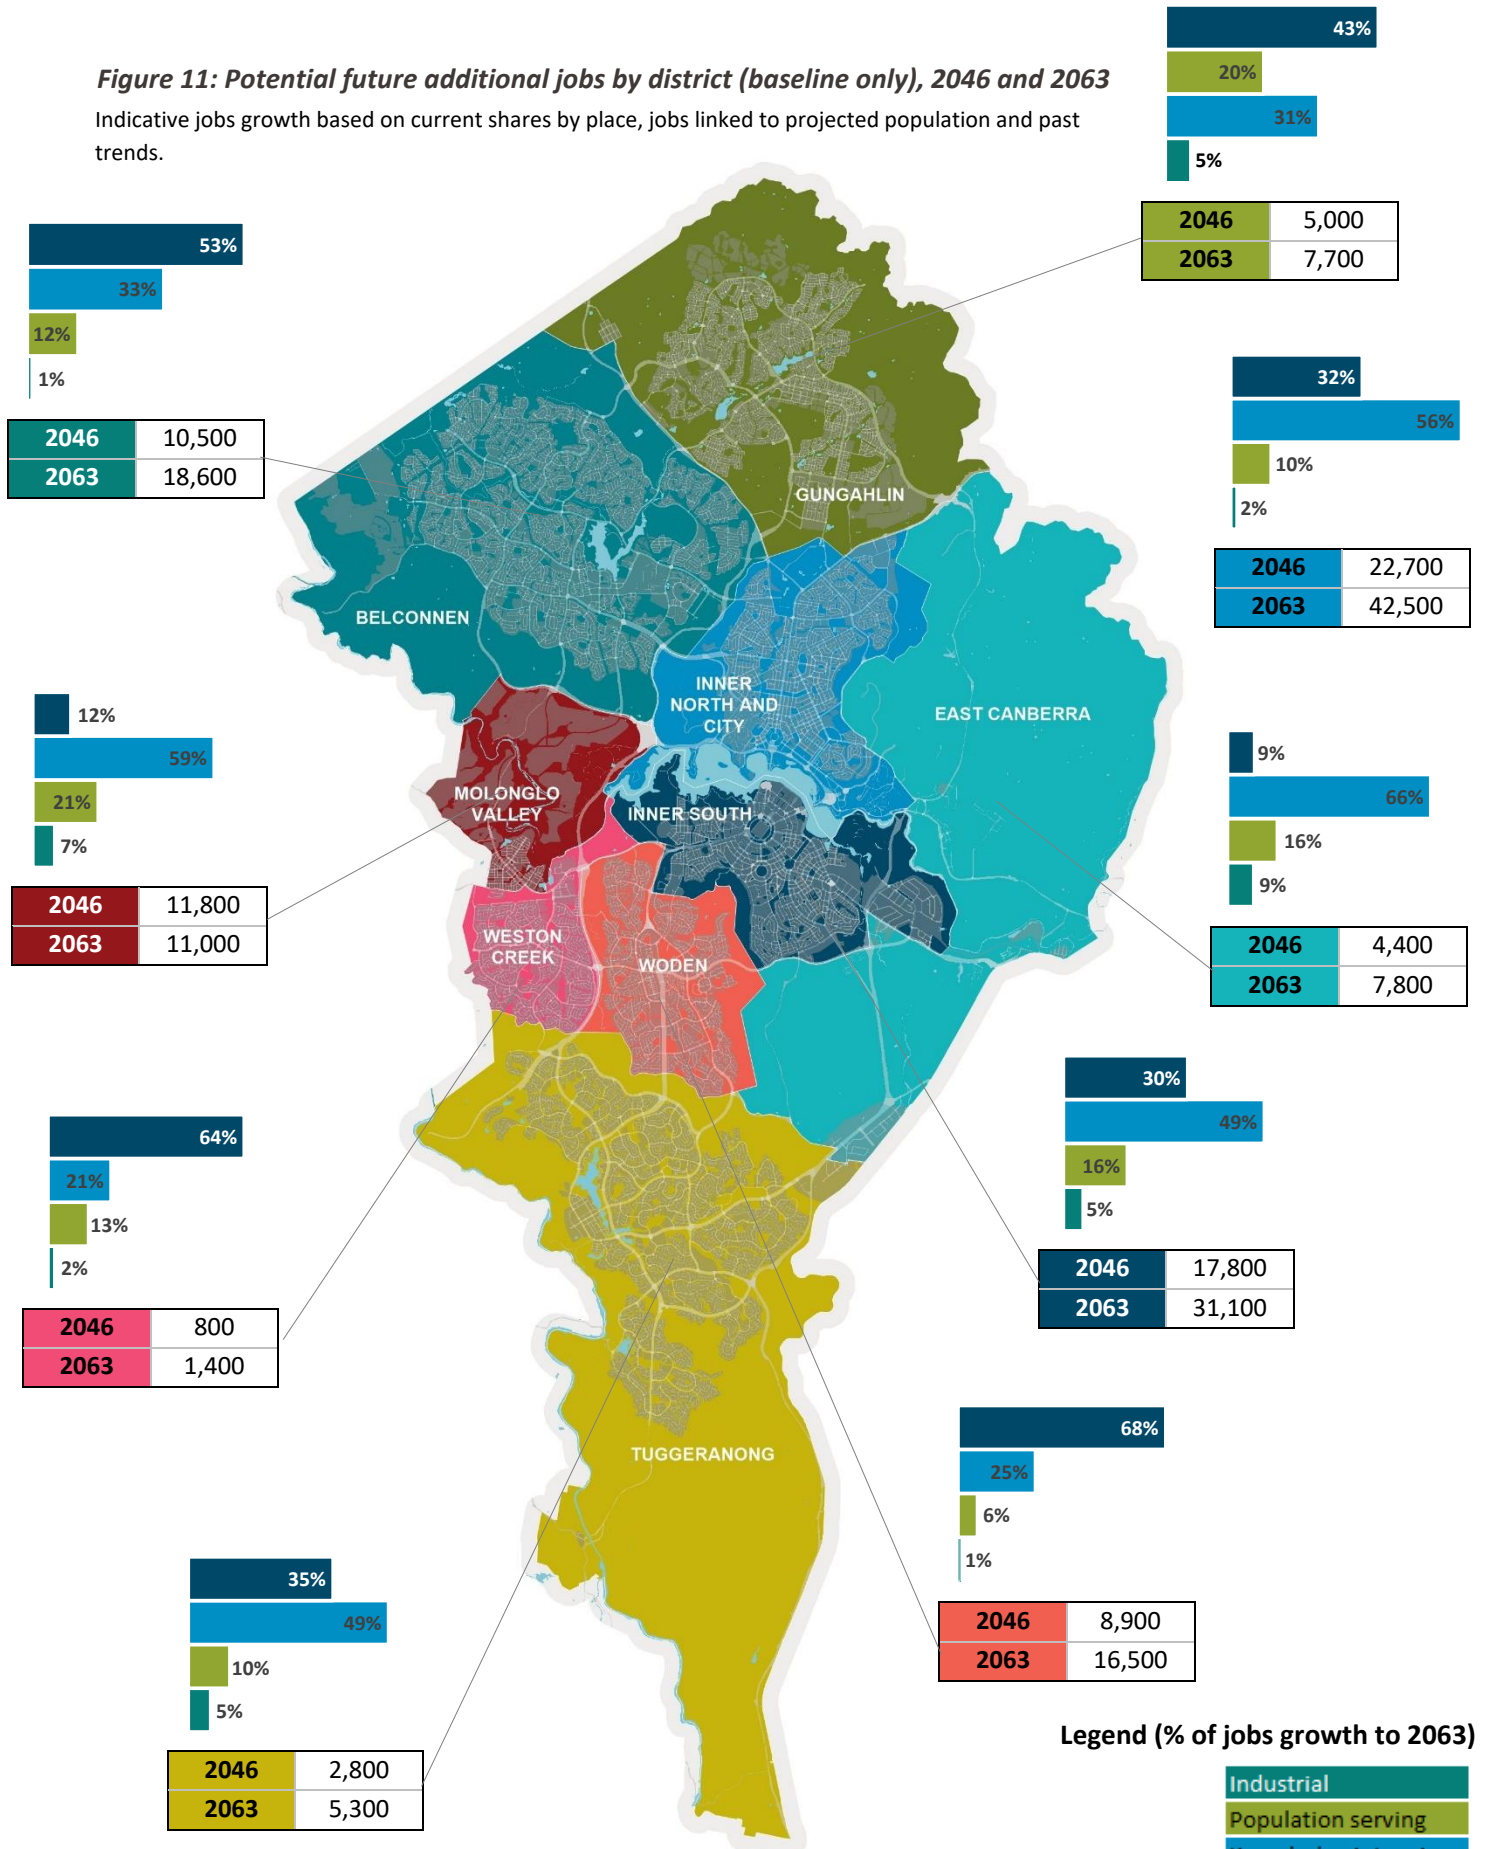 Figure 11: Potential future additional jobs by district (baseline only), 2046 and 2063
Indicative jobs growth based on current shares by place, jobs linked to projected population and past
trends.
43%
20%
31%
5%
2046 5,000
2063 7,700
53%
33%
12%
1%
2046 10,500
2063 18,600
32%
56%
10%
2%
2046 22,700
2063 42,500
GUNGAHLIN
BELCONNEN
INNER
NORTH AND
CITY
EAST CANBERRA
12%
59%
21%
7%
2046 11,800
2063 11,000
MOLONGLO
VALLEY
INNER SOUTH
9%
66%
16%
9%
2046 4,400
2063 7,800
WESTON
CREEK
WODEN
30%
49%
16%
5%
2046 17,800
2063 31,100
64%
21%
13%
2%
2046 800
2063 1,400
TUGGERANONG
68%
25%
6%
1%
2046 8,900
2063 16,500
35%
49%
10%
5%
2046 2,800
2063 5,300
Legend (% of jobs growth to 2063)
Industrial
Population serving